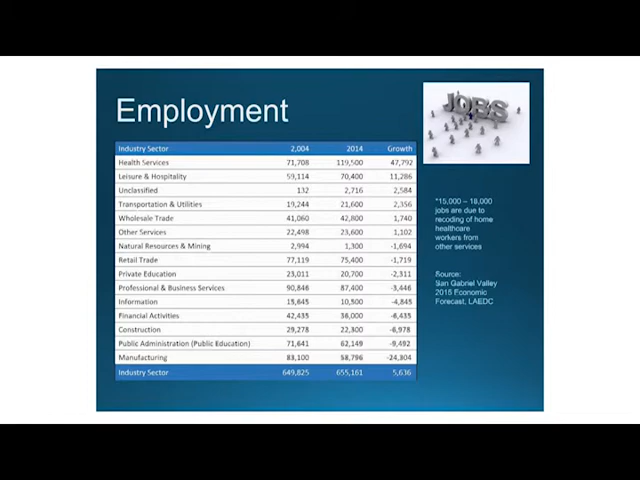 Employment
JOBS
Industry Sector 2,004 2014 Growth
Health Services 71,708 119,500 47,792
Leisure & Hospitality 59,114 70,400 11,286
Unclassified 132 2,716 2,584
Transportation & Utilities 19,244 21,600 2,356
Wholesale Trade 41,060 42,800 1,740
Other Services 22,498 23,600 1,102
Natural Resources & Mining 2,994 1,300 -1,694
Retail Trade 77,119 75,400 -1,719
Private Education 23,011 20,700 -2,311
Professional & Business Services 90,846 87,400 -3,446
Information 15,645 10,500 -4,845
Financial Activities 42,435 36,000 -6,435
Construction 29,278 22,300 -6,978
Public Administration (Public Education) 71,641 62,149 -9,492
Manufacturing 83,100 58,796 -24,304
Industry Sector 649,825 655,161 5,636
*15,000 – 18,000
jobs are due to
recoding of home
healthcare
workers from
other services
Source:
San Gabriel Valley
2015 Economic
Forecast, LAEDC